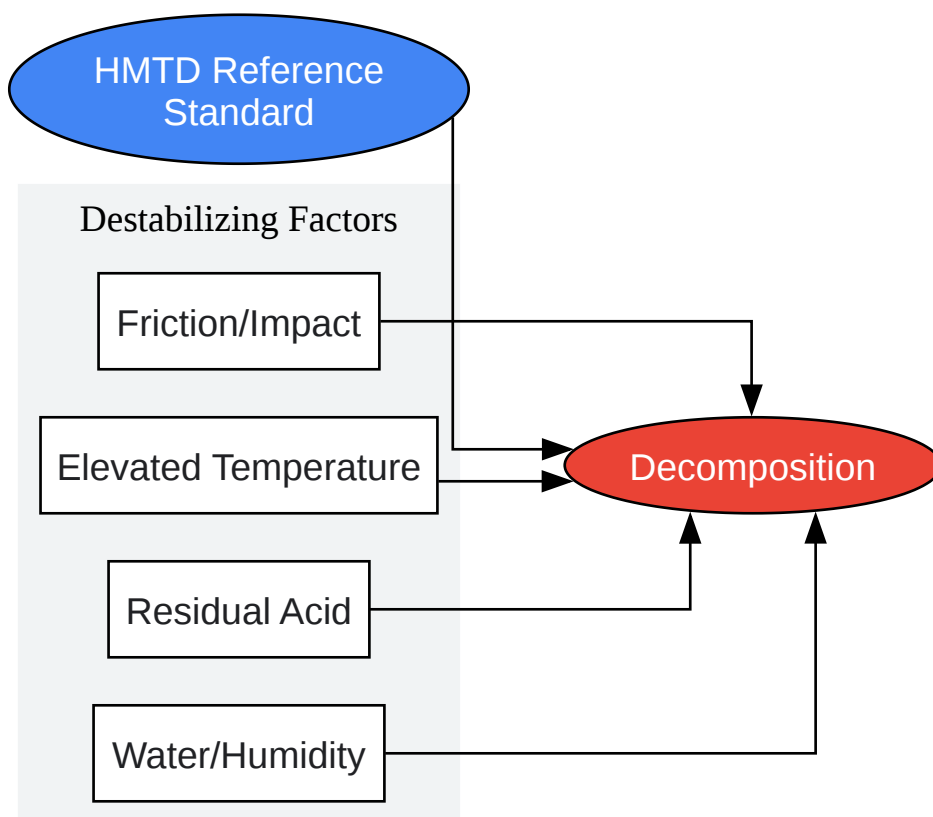 HMTD Reference
Standard
Destabilizing Factors
Friction/Impact
Elevated Temperature
Decomposition
Residual Acid
Water/Humidity